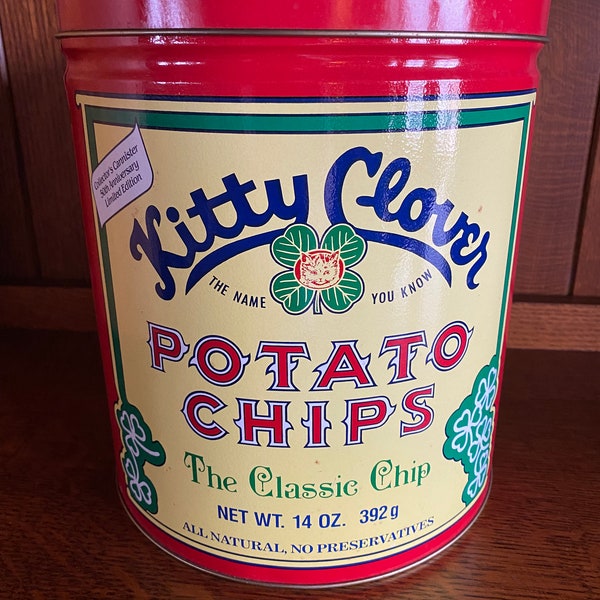 Collector's Cannister
50th Anniversary
Limited Edition
Kitty Clover
THE NAME YOU KNOW
POTATO
CHIPS
The Classic Chip
NET WT. 14 OZ. 392g
ALL NATURAL, NO PRESERVATIVES